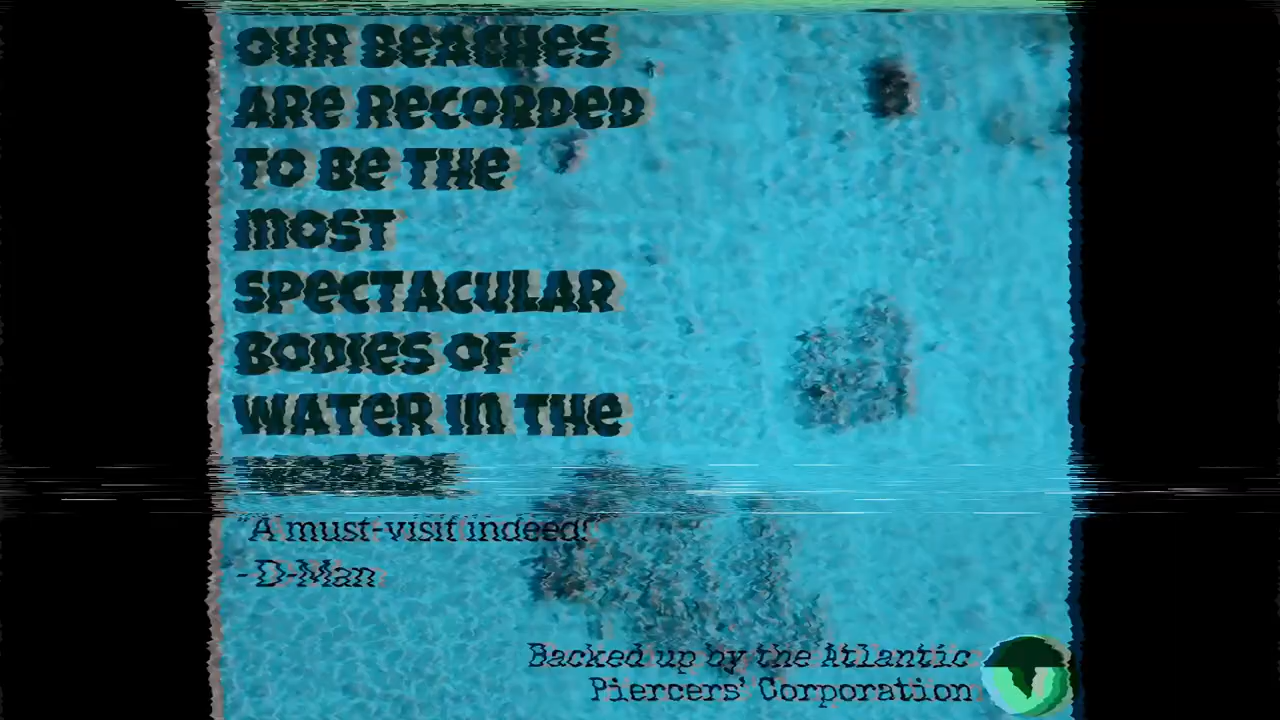 OUR BEACHES
ARE RECORDED
TO BE THE
MOST
SPECTACULAR
BODIES OF
WATER IN THE
"A must-visit indeed!"
- D-Man
Backed up by the Atlantic
Piercers' Corporation